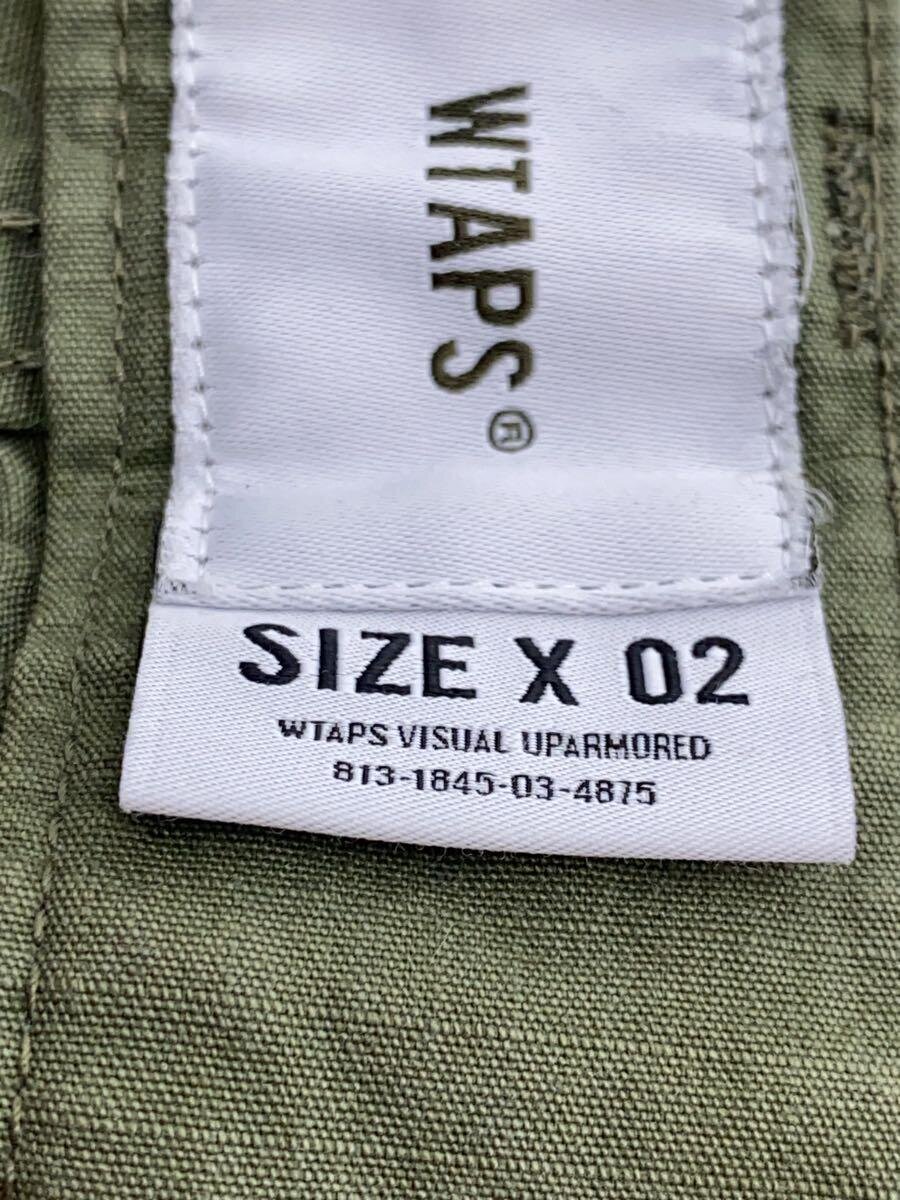 WTAPS®
SIZE X 02
WTAPS VISUAL UPARMORED
813-1845-03-4875